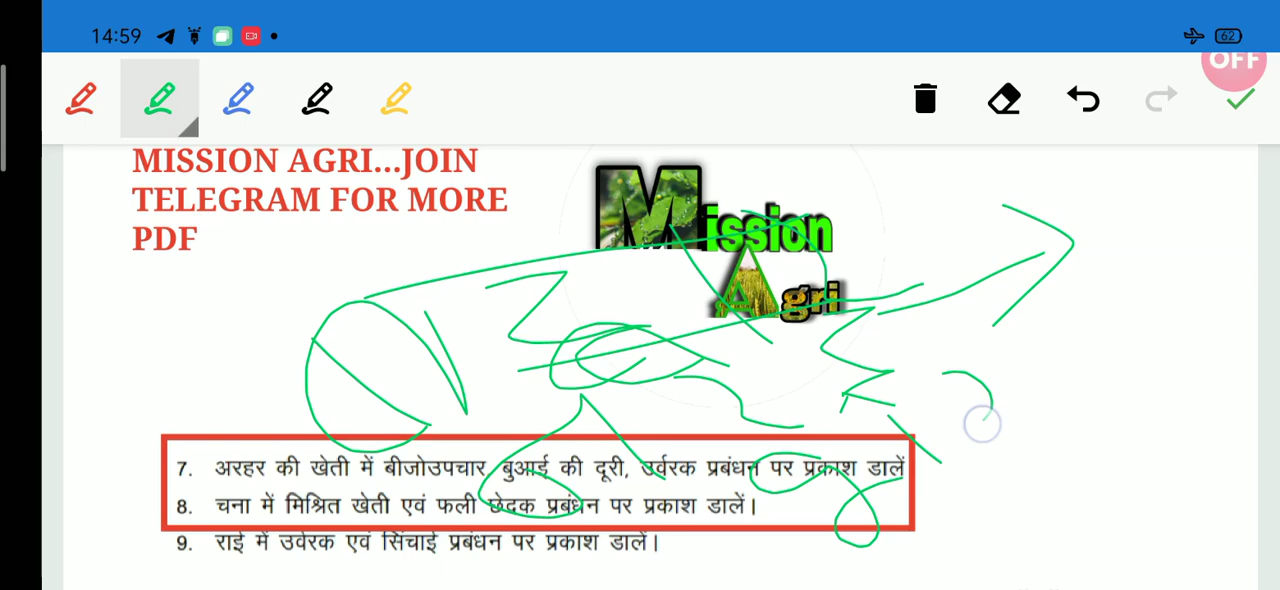 14:59
62
OFF
MISSION AGRI...JOIN
TELEGRAM FOR MORE
PDF
Mission
Agri
7. अरहर की खेती में बीजोउपचार, बुआई की दूरी, उर्वरक प्रबंधन पर प्रकाश डालें
8. चना में मिश्रित खेती एवं फली छेदक प्रबंधन पर प्रकाश डालें।
9. राई में उर्वरक एवं सिंचाई प्रबंधन पर प्रकाश डालें।